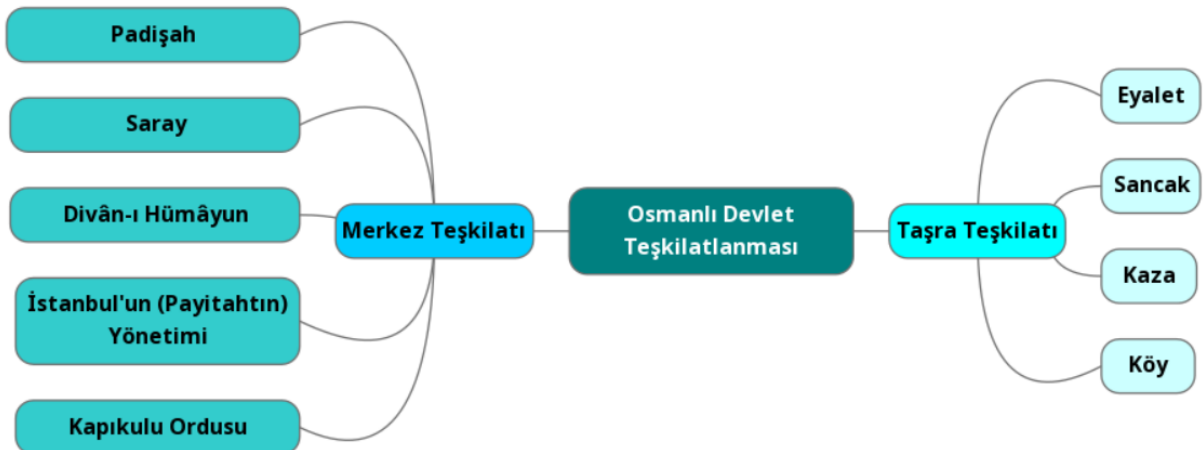 Padişah
Saray
Divân-ı Hümâyun
İstanbul'un (Payitahtın)
Yönetimi
Kapıkulu Ordusu
Merkez Teşkilatı
Osmanlı Devlet
Teşkilatlanması
Taşra Teşkilatı
Eyalet
Sancak
Kaza
Köy